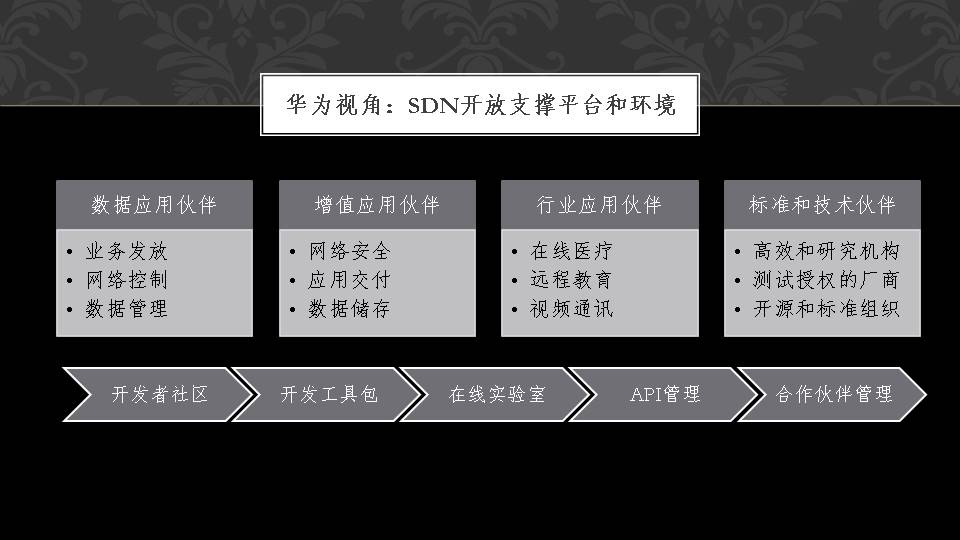 华为视角：SDN开放支撑平台和环境
数据应用伙伴
• 业务发放
• 网络控制
• 数据管理
增值应用伙伴
• 网络安全
• 应用交付
• 数据储存
行业应用伙伴
• 在线医疗
• 远程教育
• 视频通讯
标准和技术伙伴
• 高效和研究机构
• 测试授权的厂商
• 开源和标准组织
开发者社区
开发工具包
在线实验室
API管理
合作伙伴管理